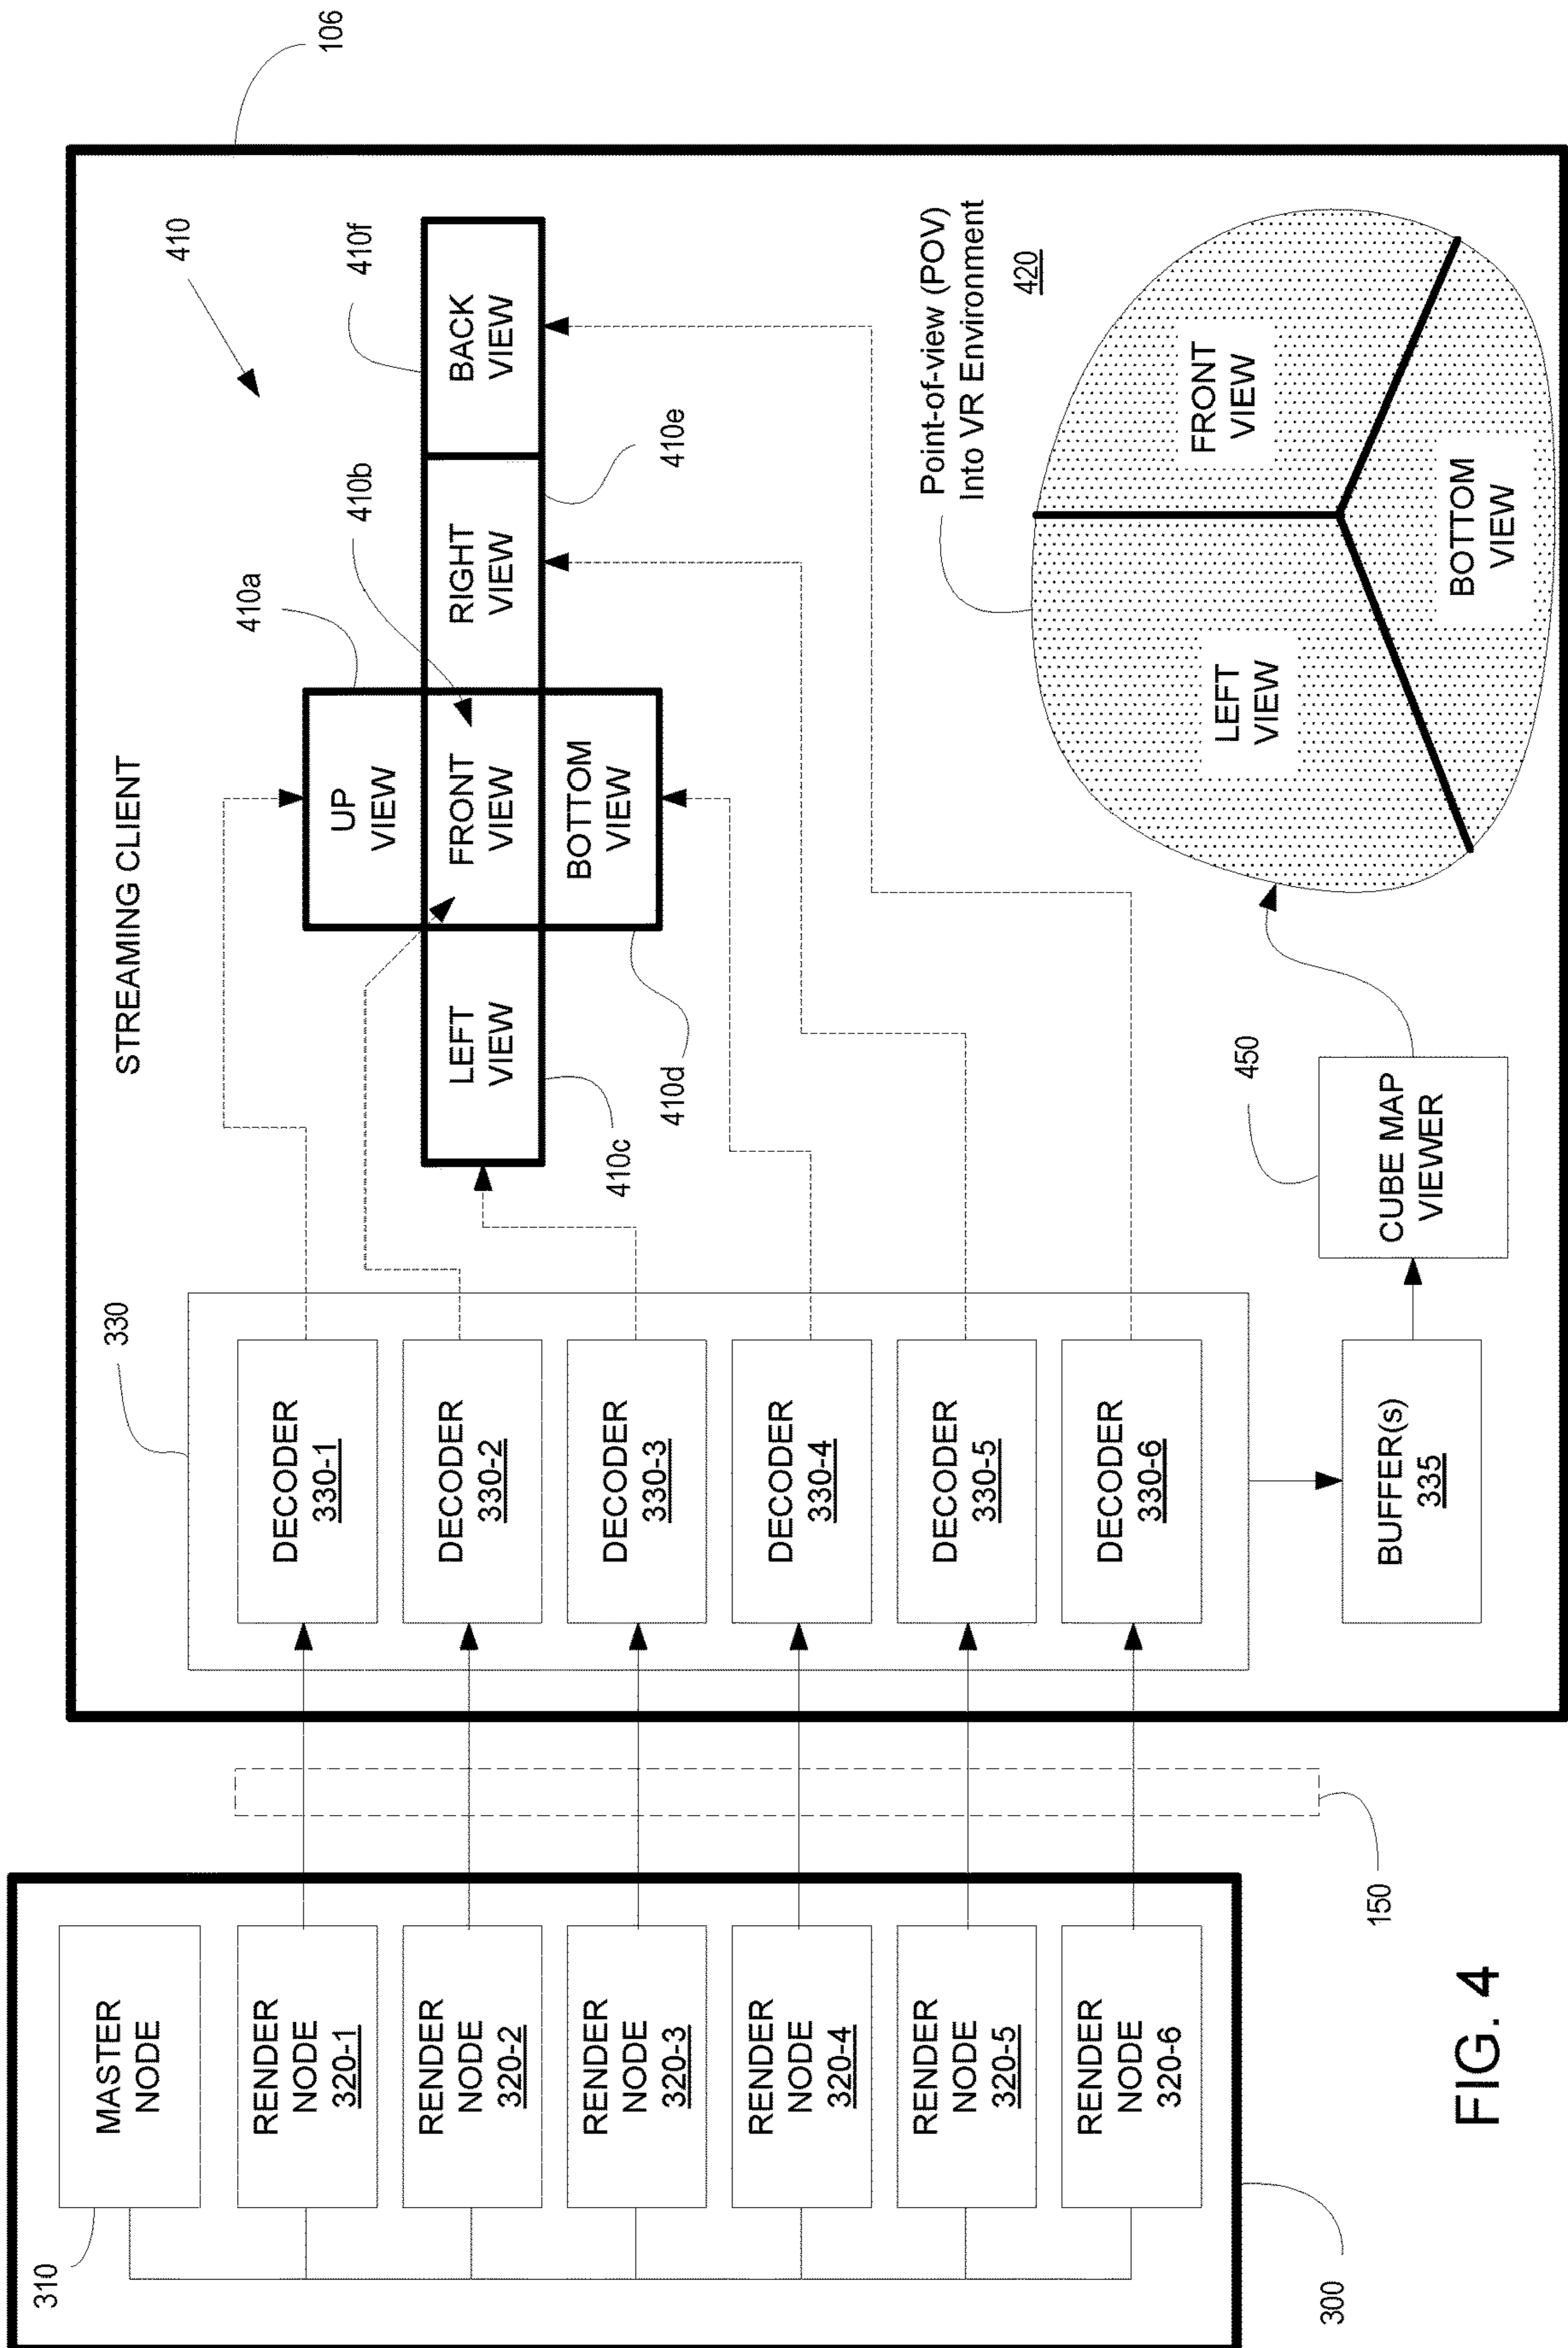 310
MASTER
NODE
RENDER
NODE
320-1
RENDER
NODE
320-2
RENDER
NODE
320-3
RENDER
NODE
320-4
RENDER
NODE
320-5
RENDER
NODE
320-6
300
150
STREAMING CLIENT
106
330
DECODER
330-1
DECODER
330-2
DECODER
330-3
DECODER
330-4
DECODER
330-5
DECODER
330-6
BUFFER(s)
335
450
CUBE MAP
VIEWER
410
410a
UP
VIEW
410b
FRONT
VIEW
410c
LEFT
VIEW
410d
BOTTOM
VIEW
410e
RIGHT
VIEW
410f
BACK
VIEW
Point-of-view (POV)
Into VR Environment
420
LEFT
VIEW
FRONT
VIEW
BOTTOM
VIEW
FIG. 4